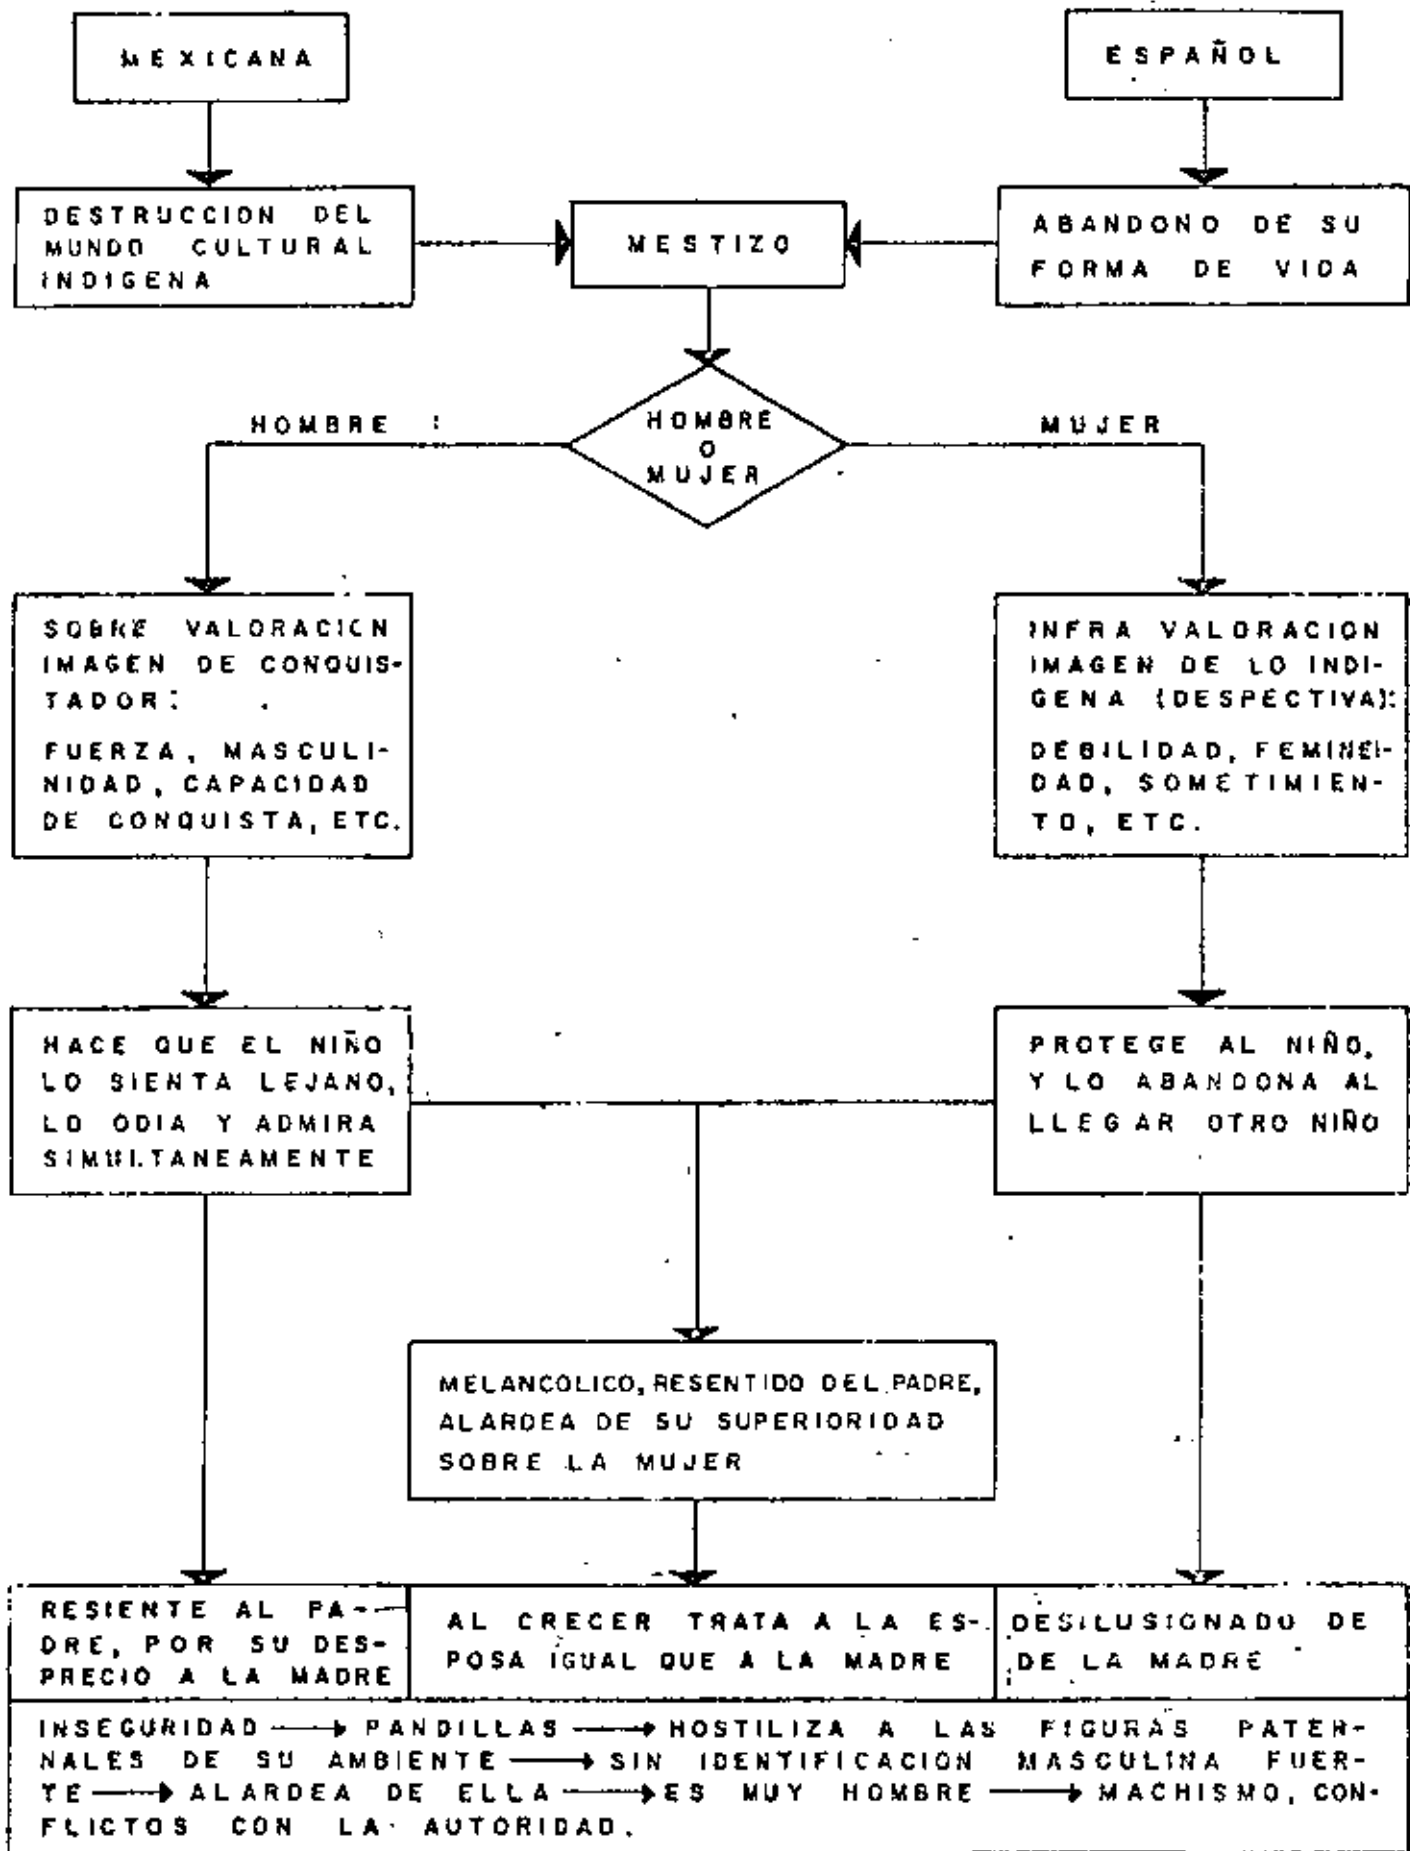 MEXICANA
ESPAÑOL
DESTRUCCION DEL
MUNDO CULTURAL
INDIGENA
MESTIZO
ABANDONO DE SU
FORMA DE VIDA
HOMBRE :
HOMBRE
O
MUJER
MUJER
SOBRE VALORACION
IMAGEN DE CONQUIS-
TADOR:
FUERZA, MASCULI-
NIDAD, CAPACIDAD
DE CONQUISTA, ETC.
INFRA VALORACION
IMAGEN DE LO INDI-
GENA (DESPECTIVA):
DEBILIDAD, FEMINEI-
DAD, SOMETIMIEN-
TO, ETC.
HACE QUE EL NIÑO
LO SIENTA LEJANO,
LO ODIA Y ADMIRA
SIMULTANEAMENTE
PROTEGE AL NIÑO,
Y LO ABANDONA AL
LLEGAR OTRO NIÑO
MELANCOLICO, RESENTIDO DEL PADRE,
ALARDEA DE SU SUPERIORIDAD
SOBRE LA MUJER
RESIENTE AL PA-
DRE, POR SU DES-
PRECIO A LA MADRE
AL CRECER TRATA A LA ES-
POSA IGUAL QUE A LA MADRE
DESILUSIONADO DE
DE LA MADRE
INSEGURIDAD → PANDILLAS → HOSTILIZA A LAS FIGURAS PATER-
NALES DE SU AMBIENTE → SIN IDENTIFICACION MASCULINA FUER-
TE → ALARDEA DE ELLA → ES MUY HOMBRE → MACHISMO, CON-
FLICTOS CON LA AUTORIDAD.